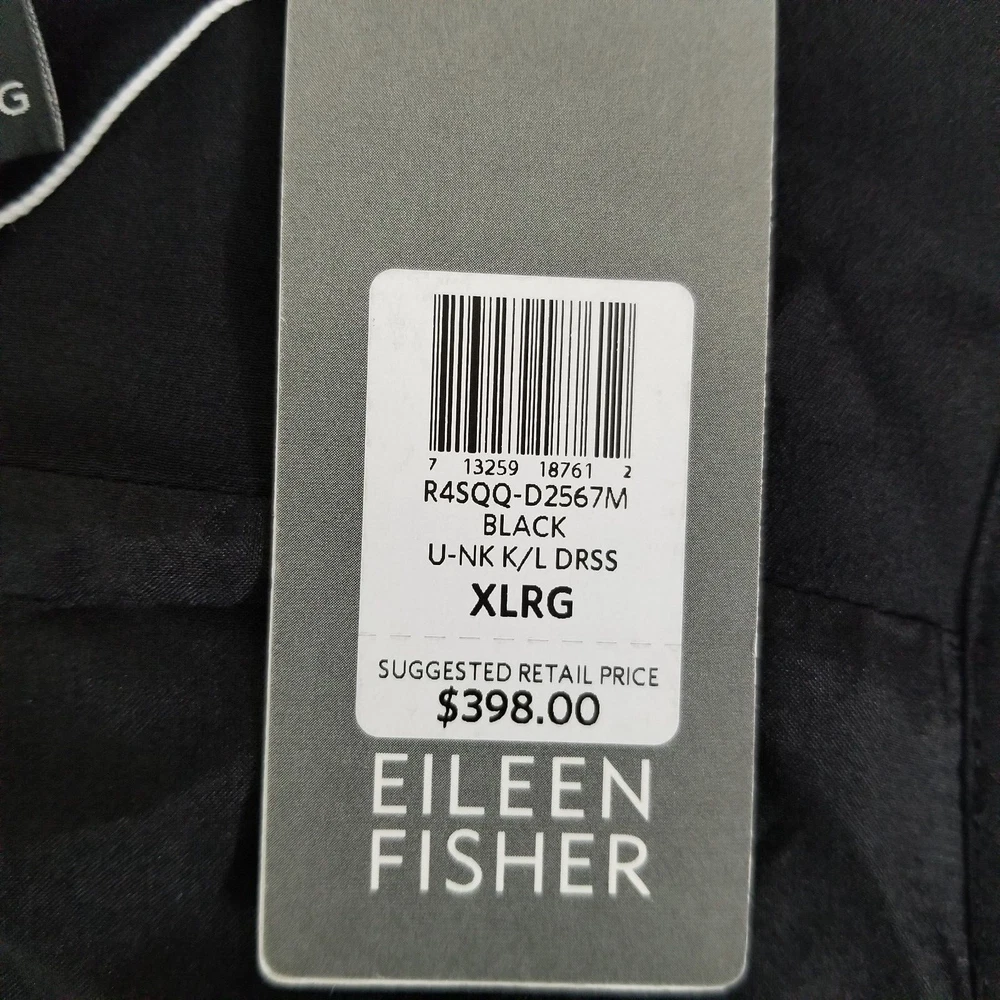 G
7 13259 18761 2
R4SQQ-D2567M
BLACK
U-NK K/L DRSS
XLRG
SUGGESTED RETAIL PRICE
$398.00
EILEEN
FISHER